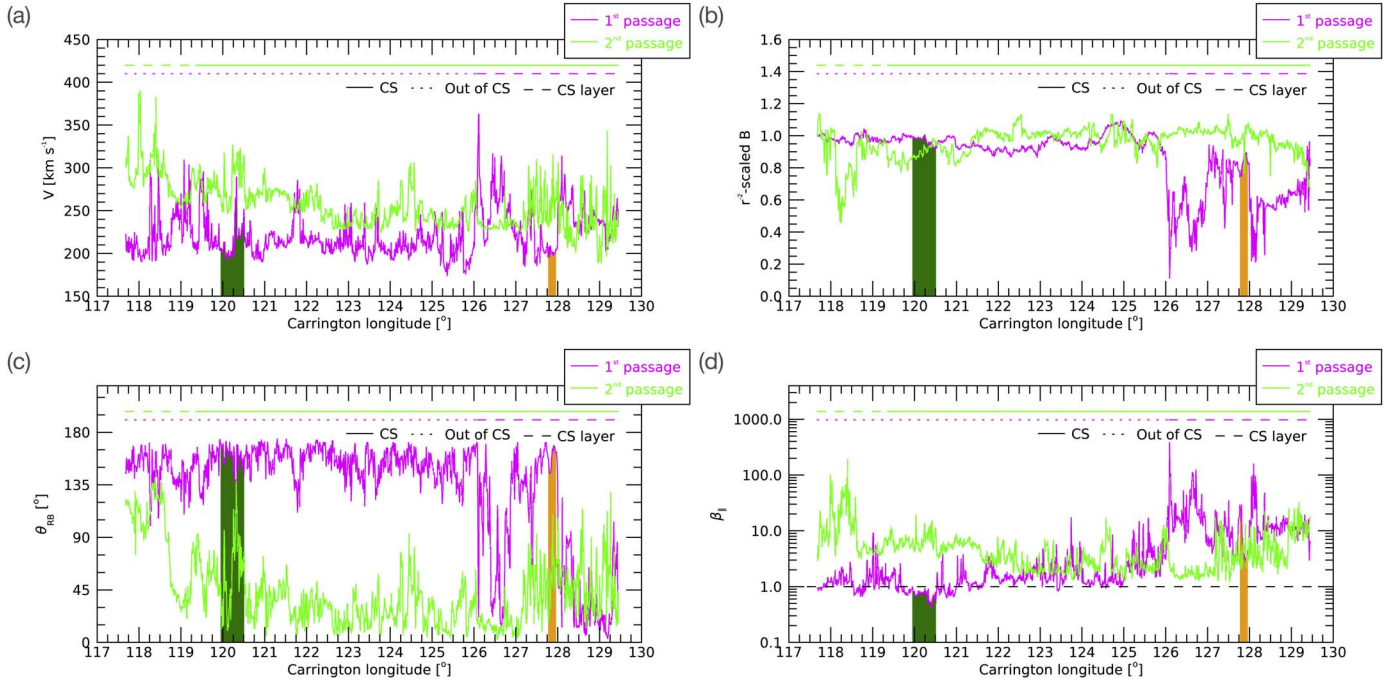 (a)
1st passage
2nd passage
450
400
350
300
250
200
150
V [km s-1]
CS
Out of CS
CS layer
117 118 119 120 121 122 123 124 125 126 127 128 129 130
Carrington longitude [o]
(b)
1st passage
2nd passage
1.6
1.4
1.2
1.0
0.8
0.6
0.4
0.2
0.0
r-2-scaled B
CS
Out of CS
CS layer
117 118 119 120 121 122 123 124 125 126 127 128 129 130
Carrington longitude [o]
(c)
1st passage
2nd passage
180
135
90
45
0
θRB [o]
CS
Out of CS
CS layer
117 118 119 120 121 122 123 124 125 126 127 128 129 130
Carrington longitude [o]
(d)
1st passage
2nd passage
1000.0
100.0
10.0
1.0
0.1
β∥
CS
Out of CS
CS layer
117 118 119 120 121 122 123 124 125 126 127 128 129 130
Carrington longitude [o]